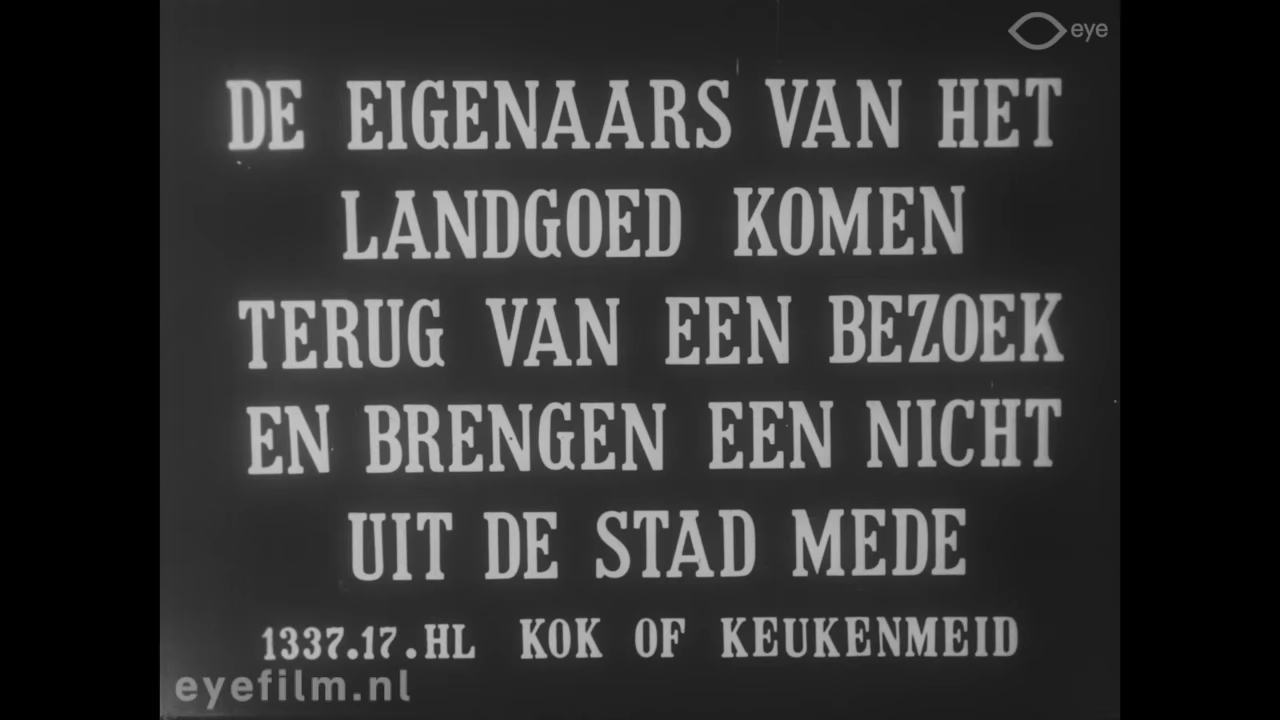 eye
DE EIGENAARS VAN HET
LANDGOED KOMEN
TERUG VAN EEN BEZOEK
EN BRENGEN EEN NICHT
UIT DE STAD MEDE
1337.17.HL KOK OF KEUKENMEID
eyefilm.nl